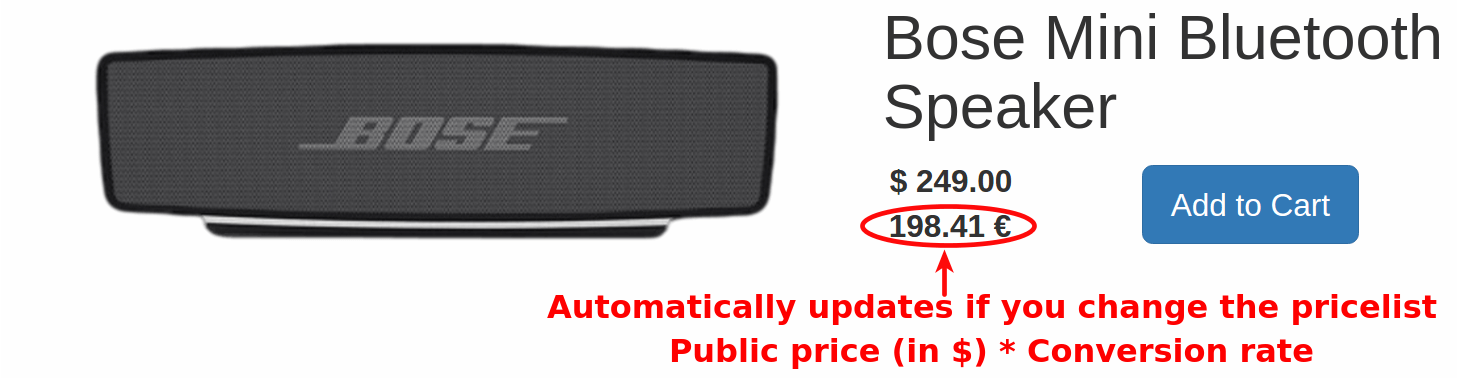 BOSE
Bose Mini Bluetooth
Speaker
$ 249.00
198.41 €
Add to Cart
Automatically updates if you change the pricelist
Public price (in $) * Conversion rate